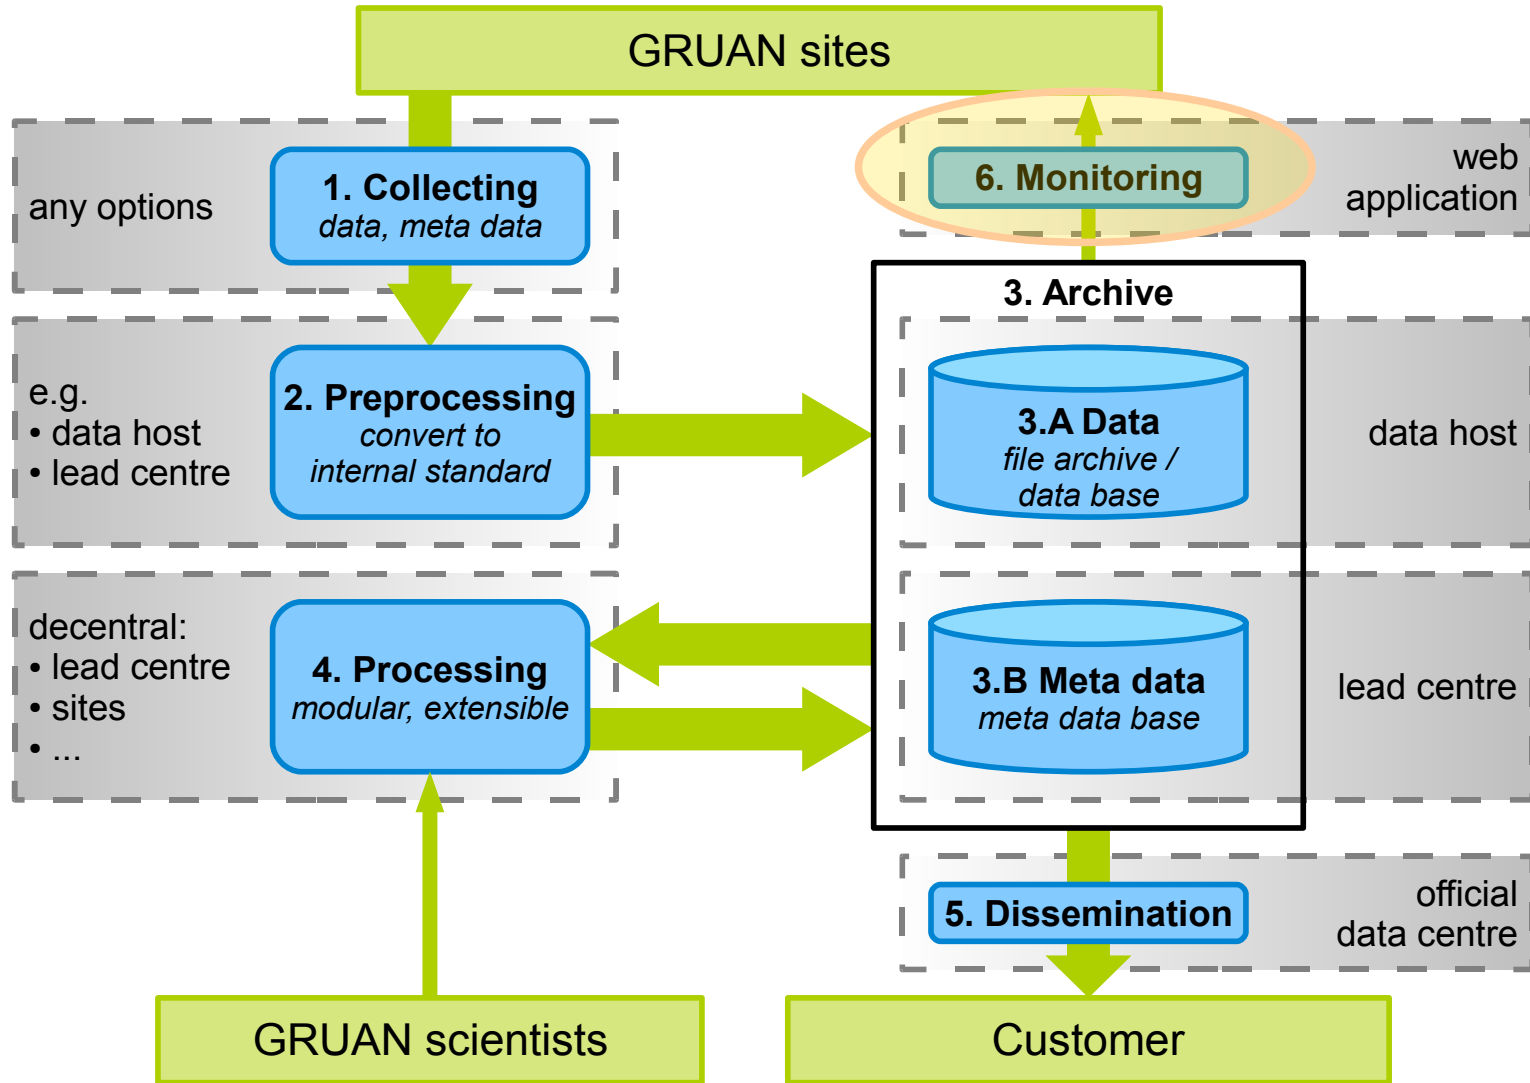 GRUAN sites
any options
1. Collecting
data, meta data
6. Monitoring
web
application
e.g.
• data host
• lead centre
2. Preprocessing
convert to
internal standard
3. Archive
3.A Data
file archive /
data base
data host
decentral:
• lead centre
• sites
• ...
4. Processing
modular, extensible
3.B Meta data
meta data base
lead centre
5. Dissemination
official
data centre
GRUAN scientists
Customer